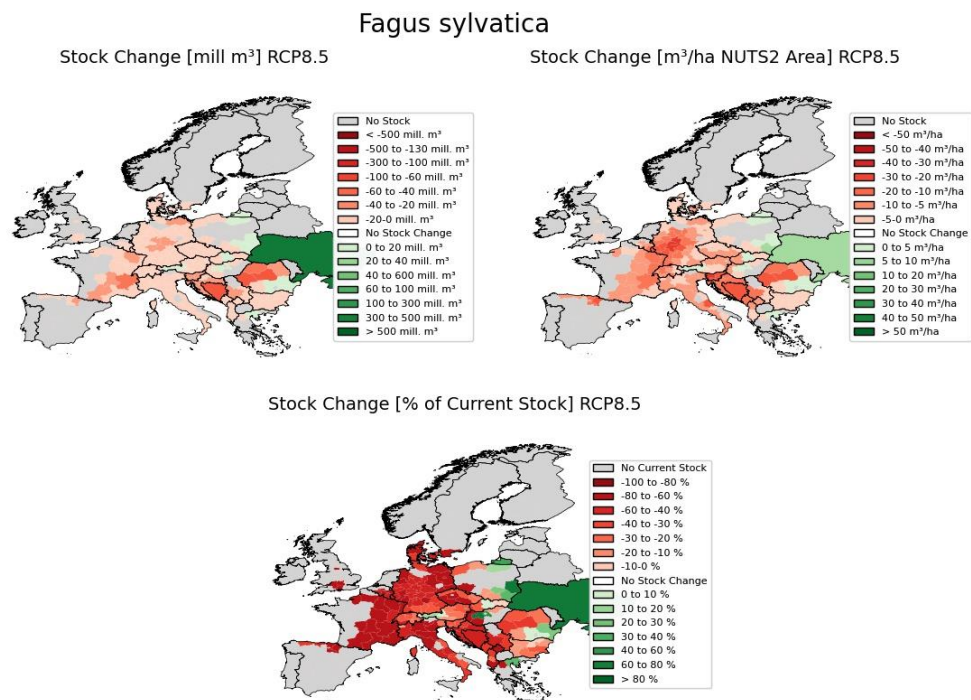 Fagus sylvatica
Stock Change [mill m³] RCP8.5
No Stock
< -500 mill. m³
-500 to -130 mill. m³
-300 to -100 mill. m³
-100 to -60 mill. m³
-60 to -40 mill. m³
-40 to -20 mill. m³
-20-0 mill. m³
No Stock Change
0 to 20 mill. m³
20 to 40 mill. m³
40 to 600 mill. m³
60 to 100 mill. m³
100 to 300 mill. m³
300 to 500 mill. m³
> 500 mill. m³
Stock Change [m³/ha NUTS2 Area] RCP8.5
No Stock
< -50 m³/ha
-50 to -40 m³/ha
-40 to -30 m³/ha
-30 to -20 m³/ha
-20 to -10 m³/ha
-10 to -5 m³/ha
-5-0 m³/ha
No Stock Change
0 to 5 m³/ha
5 to 10 m³/ha
10 to 20 m³/ha
20 to 30 m³/ha
30 to 40 m³/ha
40 to 50 m³/ha
> 50 m³/ha
Stock Change [% of Current Stock] RCP8.5
No Current Stock
-100 to -80 %
-80 to -60 %
-60 to -40 %
-40 to -30 %
-30 to -20 %
-20 to -10 %
-10-0 %
No Stock Change
0 to 10 %
10 to 20 %
20 to 30 %
30 to 40 %
40 to 60 %
60 to 80 %
> 80 %